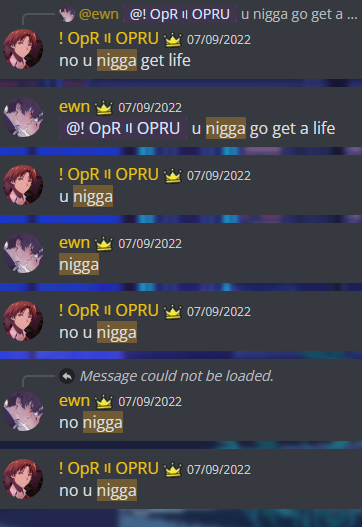 @ewn @! OpR ıı OPRU u nigga go get a ...
! OpR ıı OPRU 07/09/2022
no u nigga get life
ewn 07/09/2022
@! OpR ıı OPRU u nigga go get a life
! OpR ıı OPRU 07/09/2022
u nigga
ewn 07/09/2022
nigga
! OpR ıı OPRU 07/09/2022
no u nigga
Message could not be loaded.
ewn 07/09/2022
no nigga
! OpR ıı OPRU 07/09/2022
no u nigga